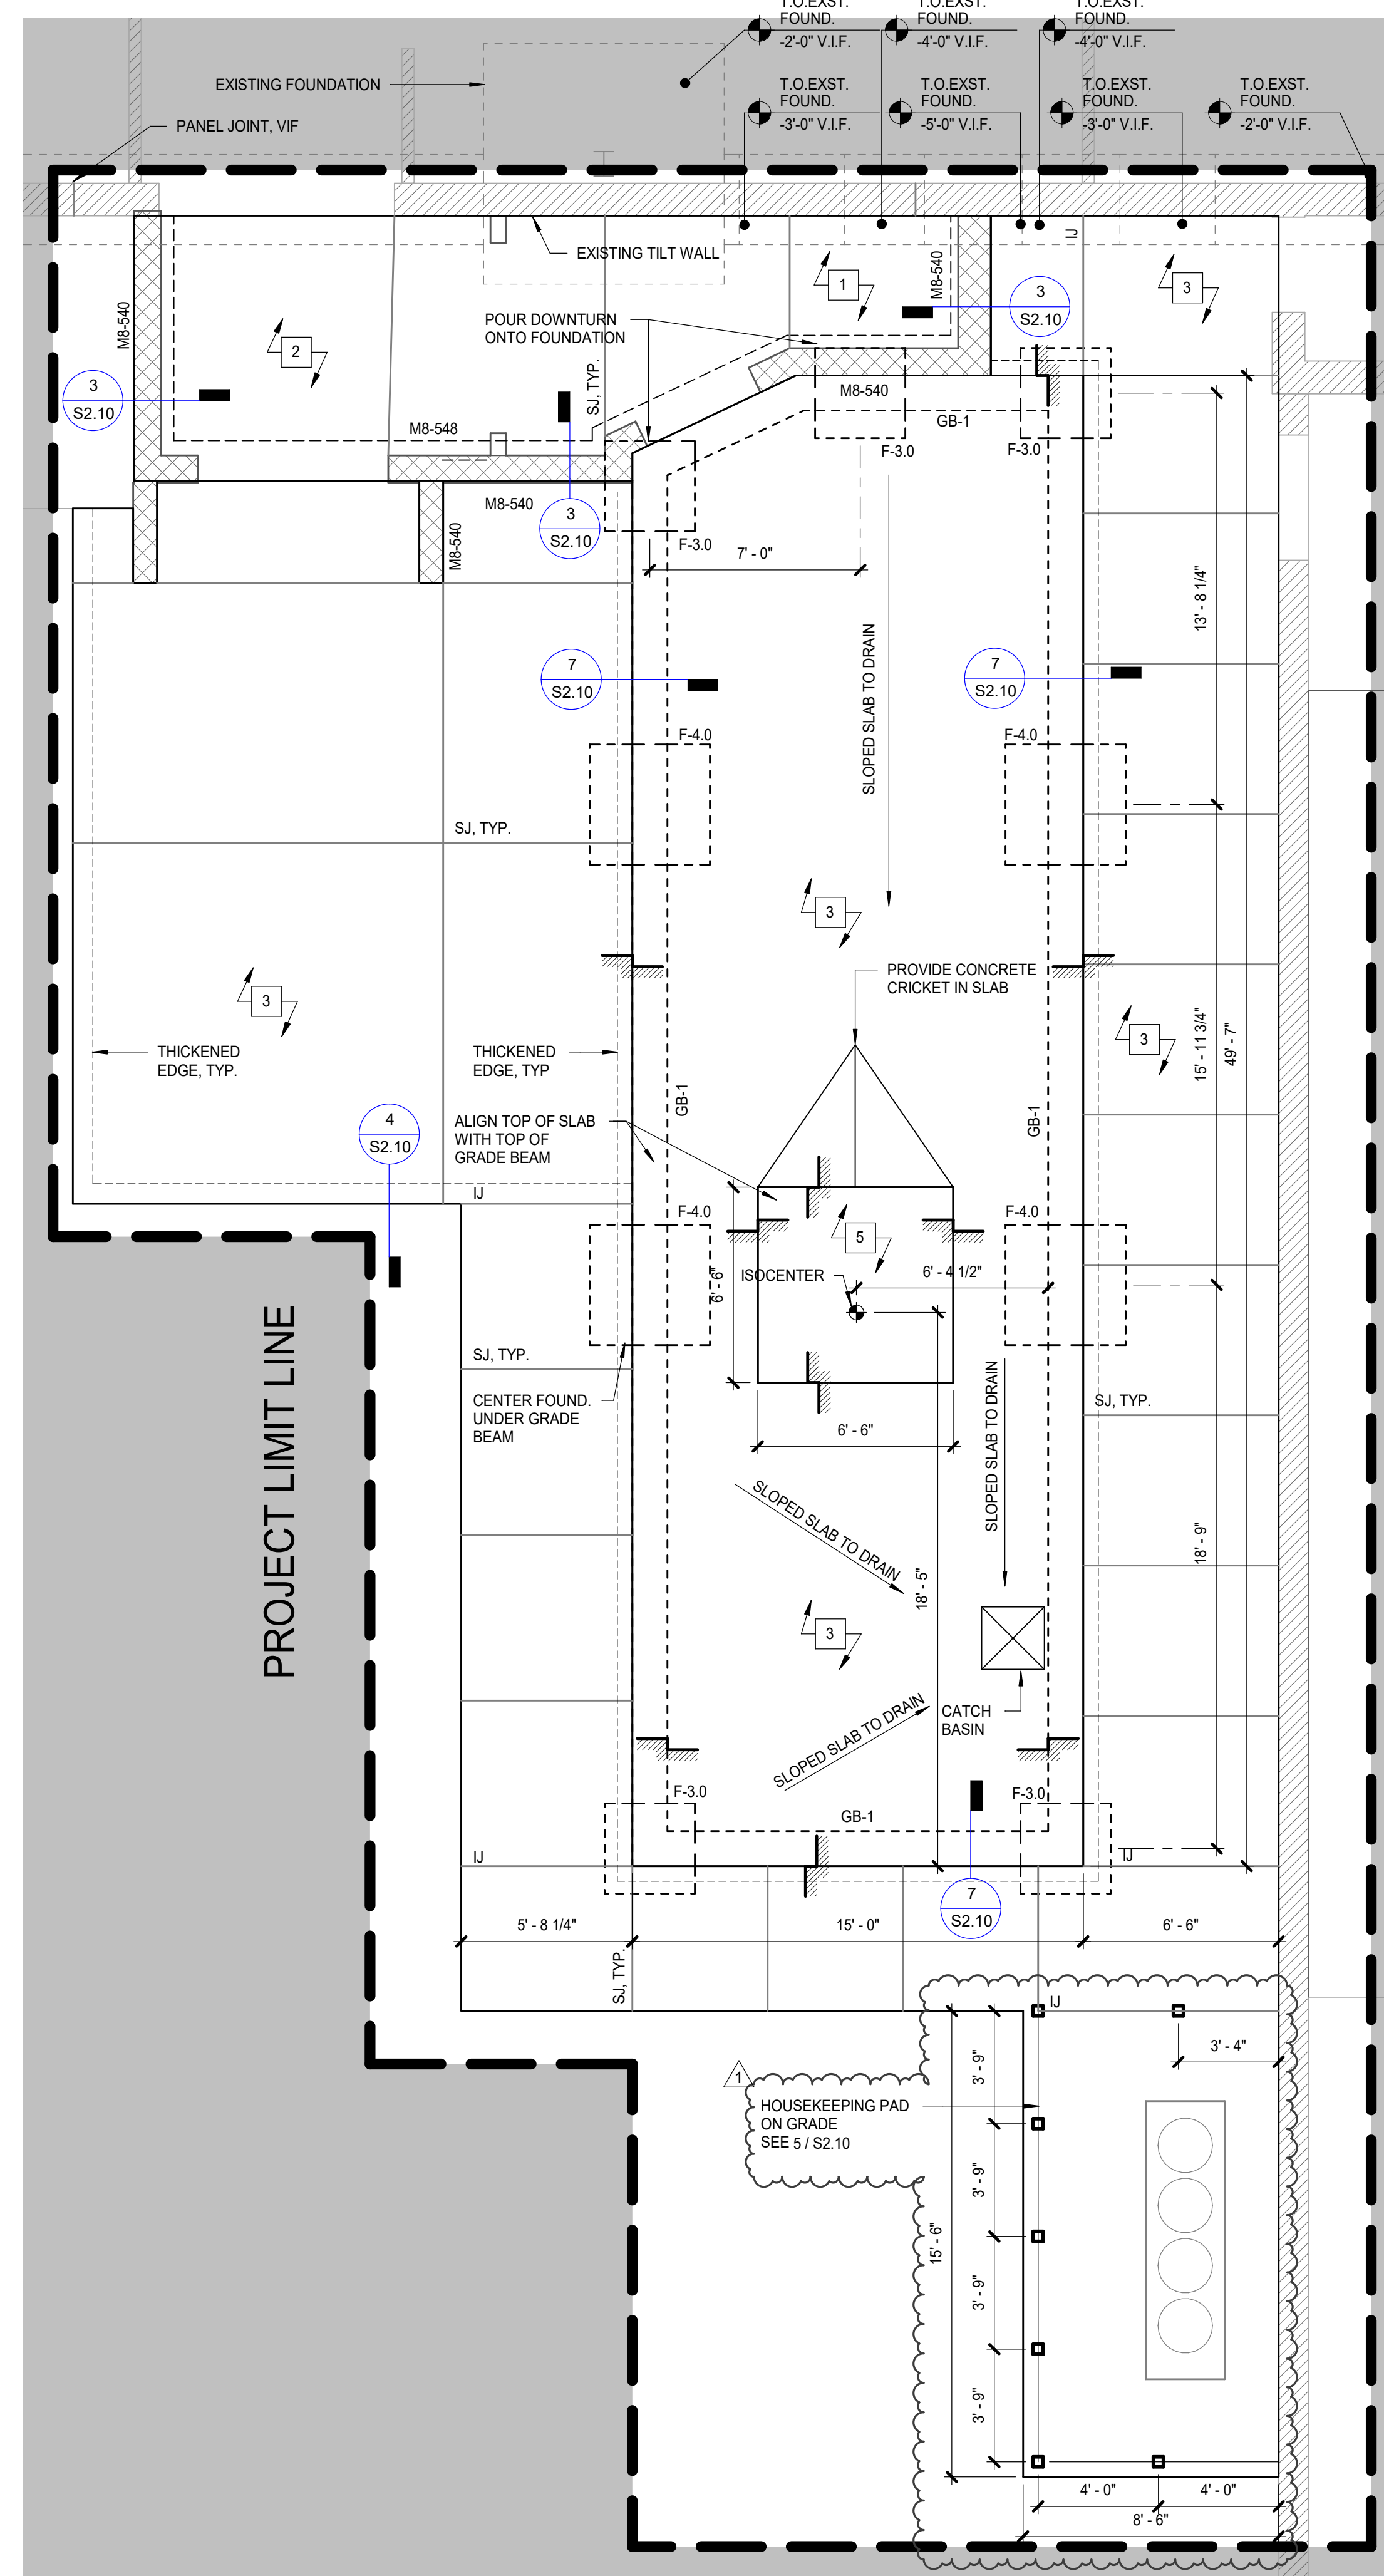 T.O.EXST.
FOUND.
-2'-0" V.I.F.
T.O.EXST.
FOUND.
-4'-0" V.I.F.
T.O.EXST.
FOUND.
-4'-0" V.I.F.
EXISTING FOUNDATION
T.O.EXST.
FOUND.
-3'-0" V.I.F.
T.O.EXST.
FOUND.
-5'-0" V.I.F.
T.O.EXST.
FOUND.
-3'-0" V.I.F.
T.O.EXST.
FOUND.
-2'-0" V.I.F.
PANEL JOINT, VIF
IJ
EXISTING TILT WALL
M8-540
1
3
3
S2.10
M8-540
POUR DOWNTURN
ONTO FOUNDATION
2
3
S2.10
SJ, TYP.
M8-540
GB-1
M8-548
F-3.0
F-3.0
M8-540
M8-540
3
S2.10
F-3.0
7' - 0"
13' - 8 1/4"
SLOPED SLAB TO DRAIN
7
S2.10
7
S2.10
F-4.0
F-4.0
SJ, TYP.
3
PROVIDE CONCRETE
CRICKET IN SLAB
3
3
15' - 11 3/4"
49' - 7"
THICKENED
EDGE, TYP.
THICKENED
EDGE, TYP
GB-1
GB-1
4
S2.10
ALIGN TOP OF SLAB
WITH TOP OF
GRADE BEAM
IJ
F-4.0
F-4.0
5
6' - 6"
ISOCENTER
6' - 4 1/2"
PROJECT LIMIT LINE
SJ, TYP.
CENTER FOUND.
UNDER GRADE
BEAM
SJ, TYP.
6' - 6"
SLOPED SLAB TO DRAIN
SLOPED SLAB TO DRAIN
18' - 5"
18' - 9"
3
SLOPED SLAB TO DRAIN
CATCH
BASIN
F-3.0
F-3.0
GB-1
IJ
IJ
7
S2.10
5' - 8 1/4"
15' - 0"
6' - 6"
SJ, TYP.
IJ
3' - 4"
3' - 9"
1
HOUSEKEEPING PAD
ON GRADE
SEE 5 / S2.10
3' - 9"
15' - 6"
3' - 9"
3' - 9"
4' - 0"
4' - 0"
8' - 6"